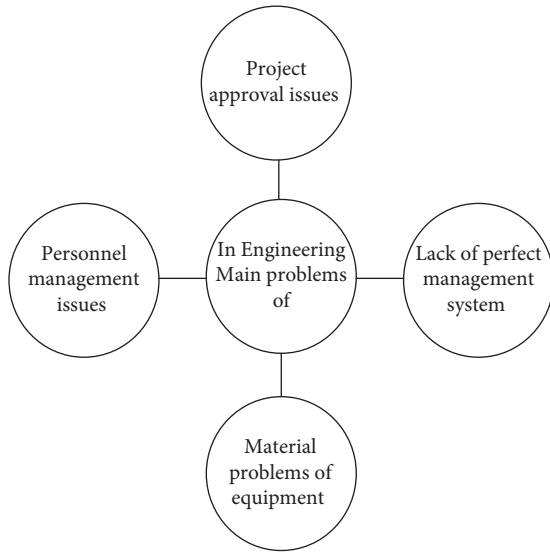 Project
approval issues
Personnel
management
issues
In Engineering
Main problems
of
Lack of perfect
management
system
Material
problems of
equipment